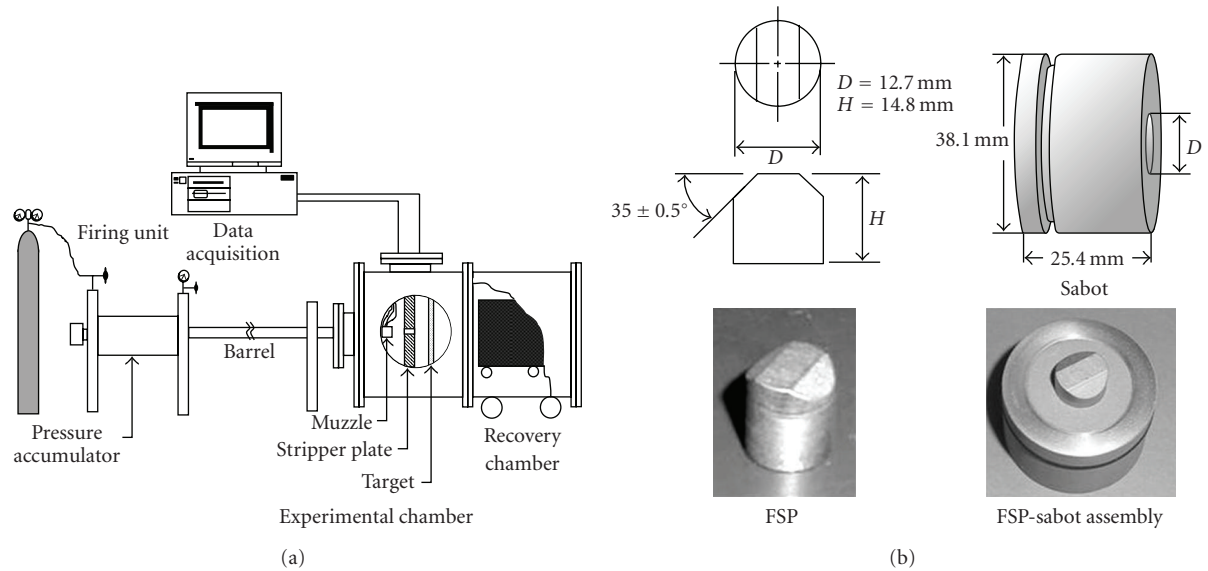 Firing unit
Data
acquisition
Barrel
Pressure
accumulator
Muzzle
Stripper plate
Target
Recovery
chamber
Experimental chamber
(a)
D = 12.7 mm
H = 14.8 mm
D
35 ± 0.5°
H
38.1 mm
D
25.4 mm
Sabot
FSP
FSP-sabot assembly
(b)